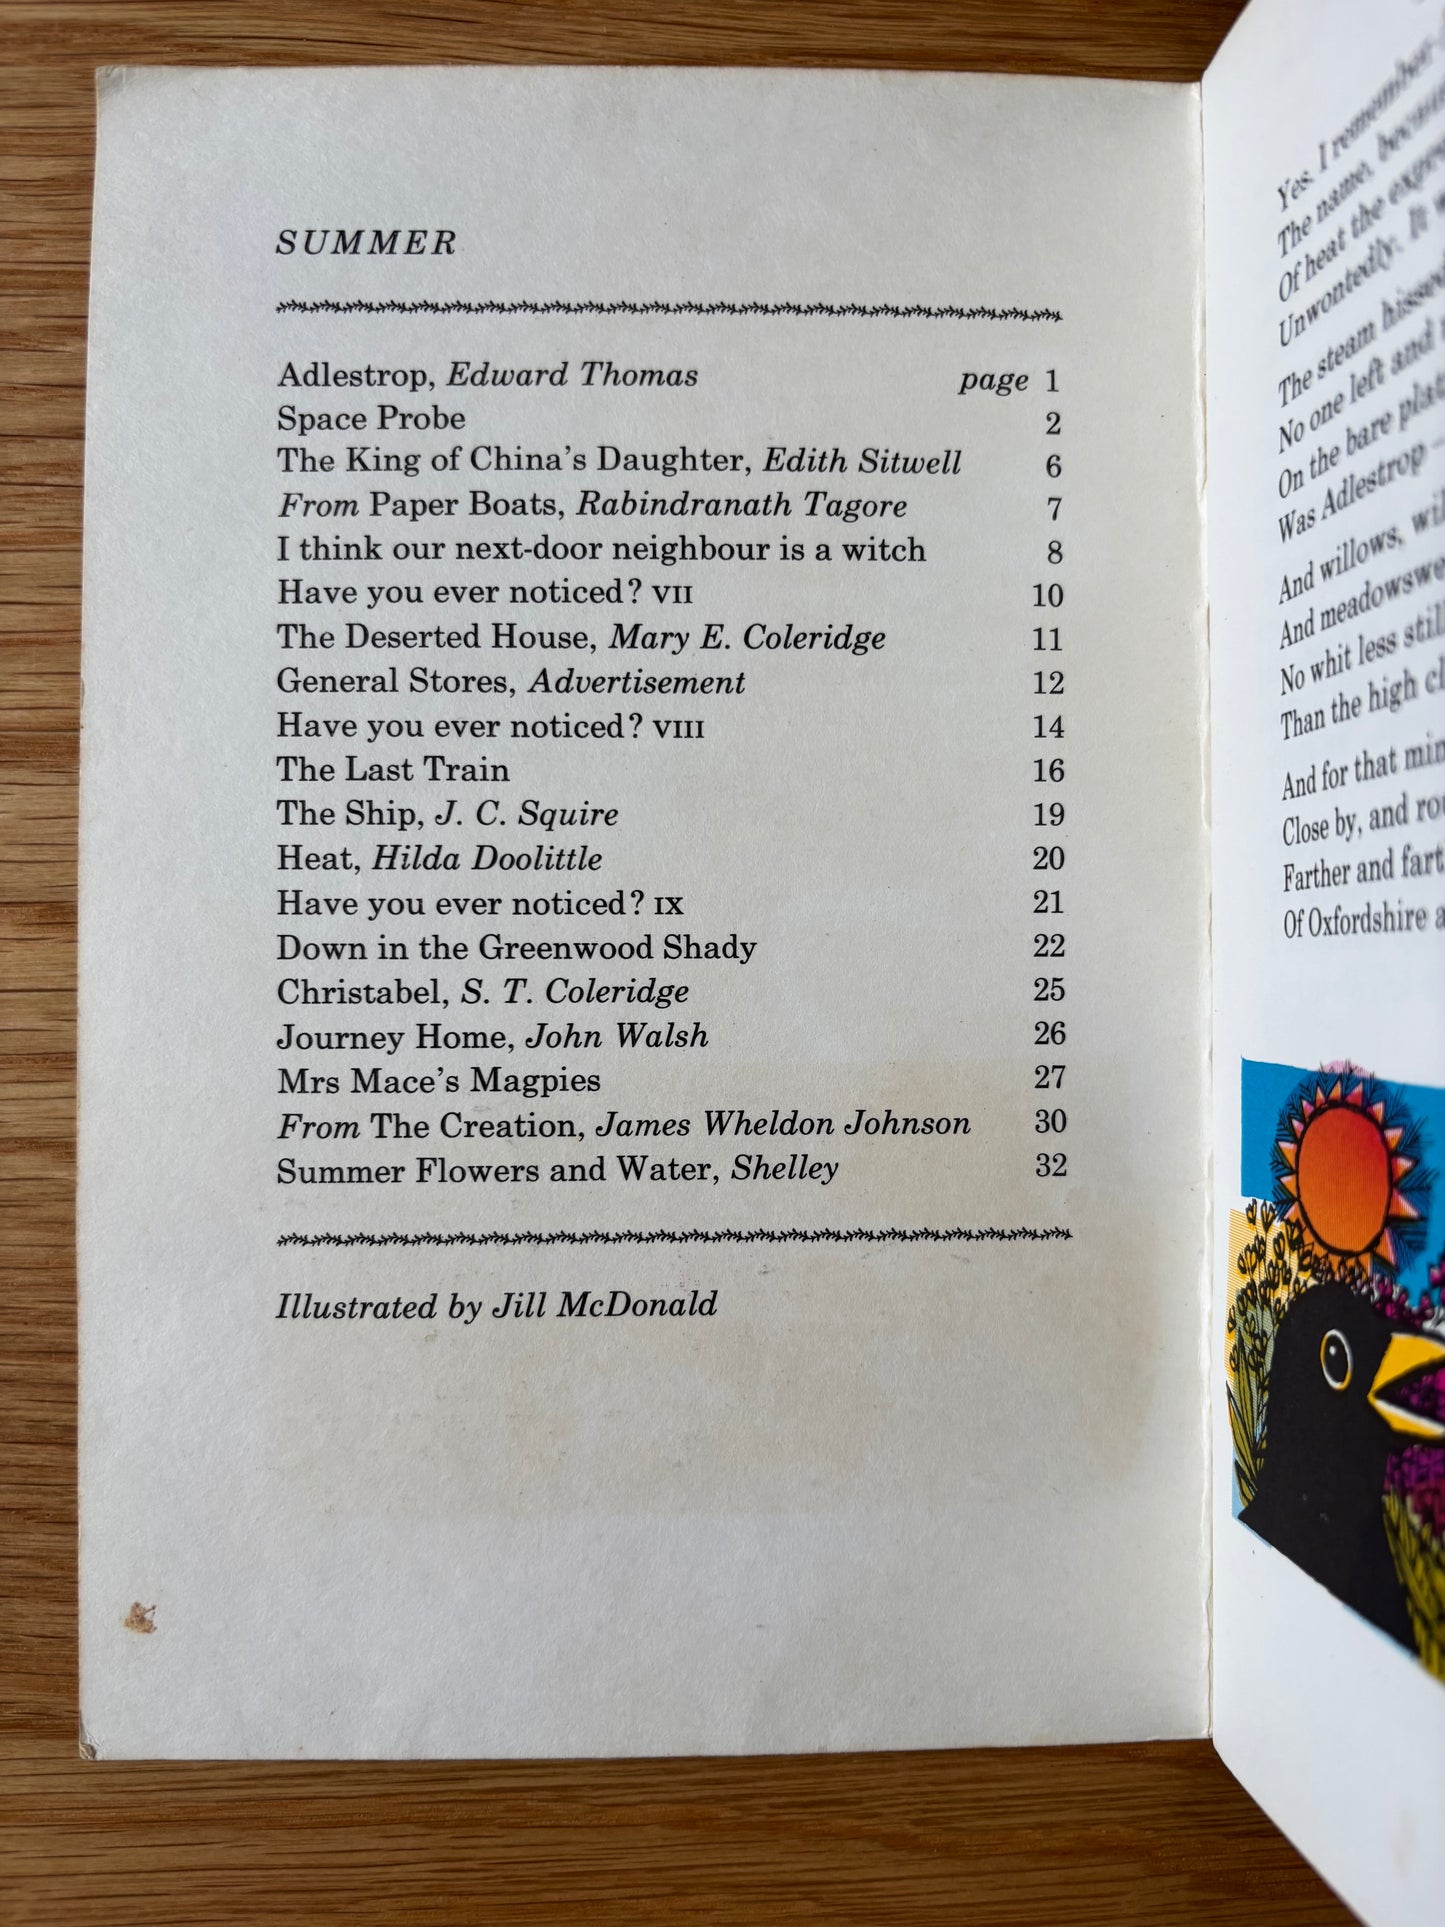 SUMMER
Adlestrop, Edward Thomas page 1
Space Probe 2
The King of China's Daughter, Edith Sitwell 6
From Paper Boats, Rabindranath Tagore 7
I think our next-door neighbour is a witch 8
Have you ever noticed? VII 10
The Deserted House, Mary E. Coleridge 11
General Stores, Advertisement 12
Have you ever noticed? VIII 14
The Last Train 16
The Ship, J. C. Squire 19
Heat, Hilda Doolittle 20
Have you ever noticed? IX 21
Down in the Greenwood Shady 22
Christabel, S. T. Coleridge 25
Journey Home, John Walsh 26
Mrs Mace's Magpies 27
From The Creation, James Wheldon Johnson 30
Summer Flowers and Water, Shelley 32
Illustrated by Jill McDonald
Yes. I remember
The name, because
Of heat the
Unwontedly. It
The steam hissed
No one left and
On the bare
Was Adlestrop —
And willows,
And
No whit less still
Than the high
And for that
Close by, and
Farther and
Of Oxfordshire